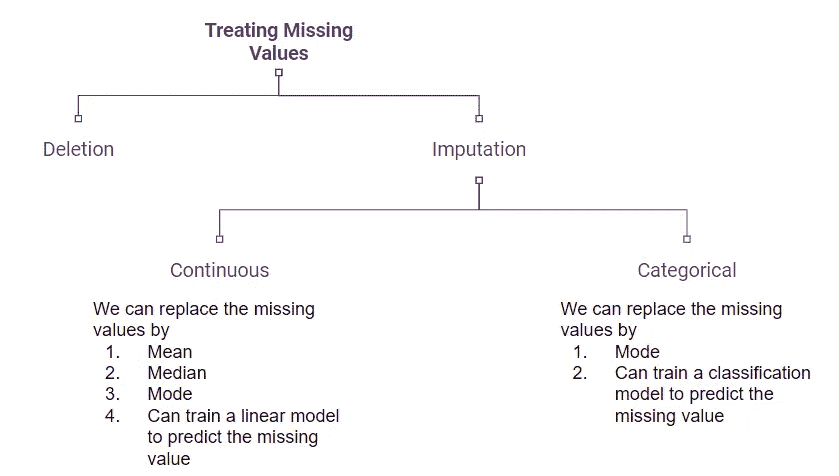 Treating Missing
Values
Deletion
Imputation
Continuous
Categorical
We can replace the missing
values by
1. Mean
2. Median
3. Mode
4. Can train a linear model
to predict the missing
value
We can replace the missing
values by
1. Mode
2. Can train a classification
model to predict the
missing value